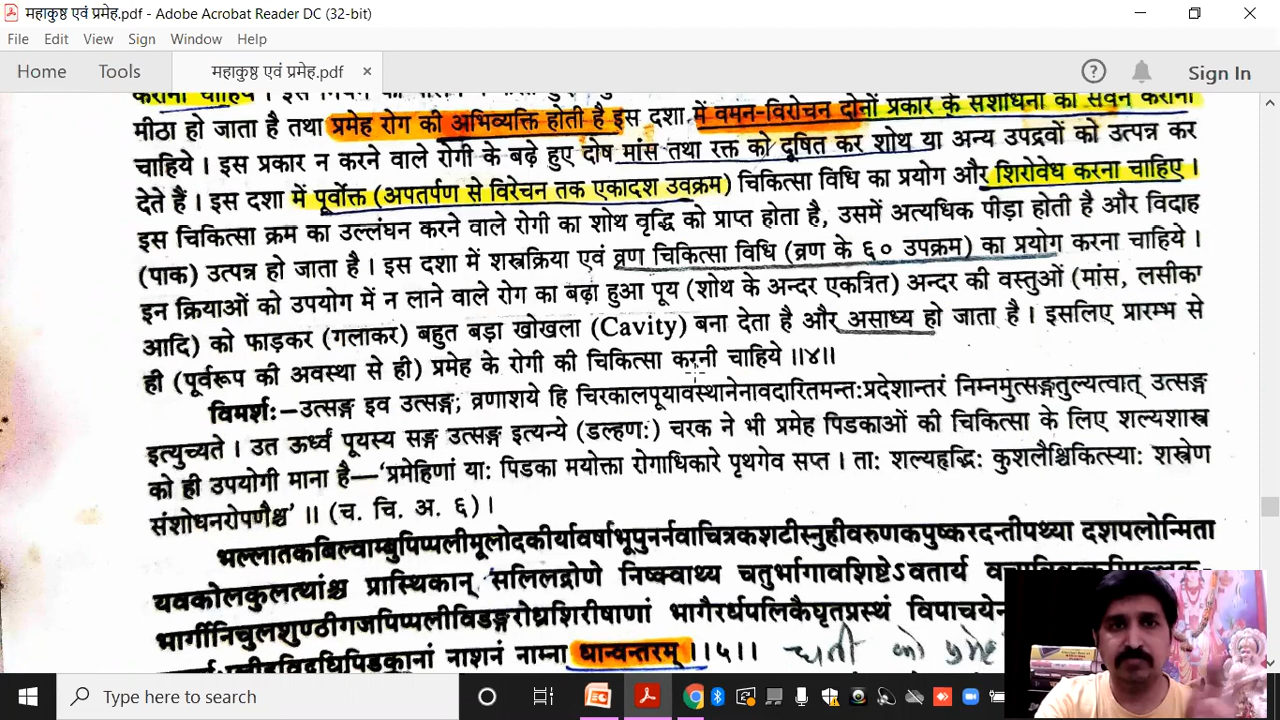 महाकुष्ठ एवं प्रमेह.pdf - Adobe Acrobat Reader DC (32-bit)
File Edit View Sign Window Help
Home Tools महाकुष्ठ एवं प्रमेह.pdf × Sign In
कराना चाहिये
मीठा हो जाता है तथा प्रमेह रोग की अभिव्यक्ति होती है इस दशा में वमन-विरोचन दोनों प्रकार के संशोधनों का सेवन कराना
चाहिये । इस प्रकार न करने वाले रोगी के बढ़े हुए दोष मांस तथा रक्त को दूषित कर शोथ या अन्य उपद्रवों को उत्पन्न कर
देते हैं । इस दशा में पूर्वोक्त (अपतर्पण से विरेचन तक एकादश उवक्रम) चिकित्सा विधि का प्रयोग और शिरोवेध करना चाहिए ।
इस चिकित्सा क्रम का उल्लंघन करने वाले रोगी का शोथ वृद्धि को प्राप्त होता है, उसमें अत्यधिक पीड़ा होती है और विदाह
(पाक) उत्पन्न हो जाता है । इस दशा में शस्त्रक्रिया एवं व्रण चिकित्सा विधि (व्रण के ६० उपक्रम) का प्रयोग करना चाहिये ।
इन क्रियाओं को उपयोग में न लाने वाले रोग का बढ़ा हुआ पूय (शोथ के अन्दर एकत्रित) अन्दर की वस्तुओं (मांस, लसीका
आदि) को फाड़कर (गलाकर) बहुत बड़ा खोखला (Cavity) बना देता है और असाध्य हो जाता है । इसलिए प्रारम्भ से
ही (पूर्वरूप की अवस्था से ही) प्रमेह के रोगी की चिकित्सा करनी चाहिये ॥४॥
विमर्श:–उत्सङ्ग इव उत्सङ्ग; व्रणाशये हि चिरकालपूयावस्थानेनावदारितमन्तःप्रदेशान्तरं निम्नमुत्सङ्गतुल्यत्वात् उत्सङ्ग
इत्युच्यते । उत ऊर्ध्वं पूयस्य सङ्ग उत्सङ्ग इत्यन्ये (डल्हणः) चरक ने भी प्रमेह पिडकाओं की चिकित्सा के लिए शल्यशास्त्र
को ही उपयोगी माना है—'प्रमेहिणां याः पिडका मयोक्ता रोगाधिकारे पृथगेव सप्त । ताः शल्यहृद्भिः कुशलैश्चिकित्स्याः शस्त्रेण
संशोधनरोपणैश्च' ॥ (च. चि. अ. ६) ।
भल्लातकबिल्वाम्बुपिप्पलीमूलोदकीर्यावर्षाभूपुनर्नवाचित्रकशटीस्नुहीवरुणकपुष्करदन्तीपथ्या दशपलोन्मिता
यवकोलकुलत्थांश्च प्रास्थिकान् सलिलद्रोणे निष्क्वाथ्य चतुर्भागावशिष्टेऽवतार्य
भार्गीनिचुलशुण्ठीगजपिप्पलीविडङ्गरोध्रशिरीषाणां भागैरर्धपलिकैघृतप्रस्थं
नाशनं नाम्ना धान्वन्तरम् ॥५॥ को प्रमेह
Type here to search